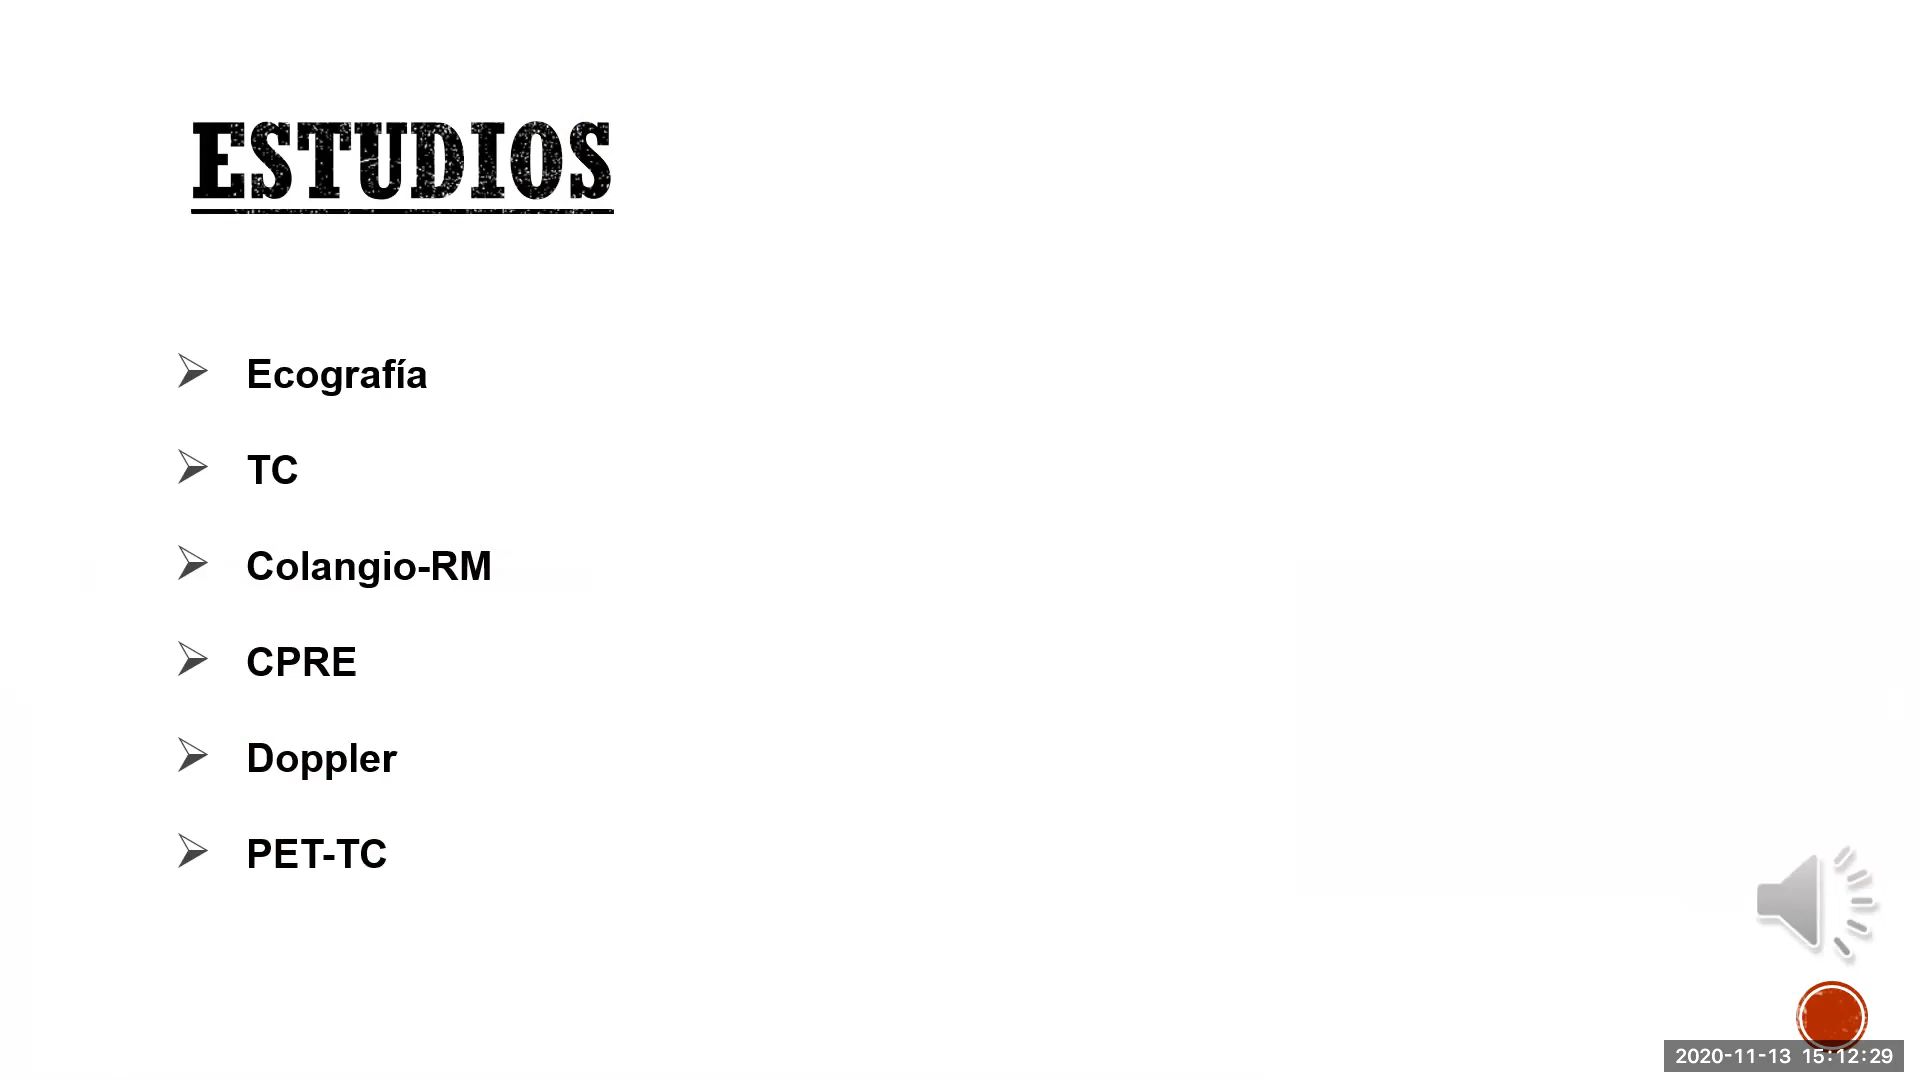 ESTUDIOS
Ecografía
TC
Colangio-RM
CPRE
Doppler
PET-TC
2020-11-13 15:12:29